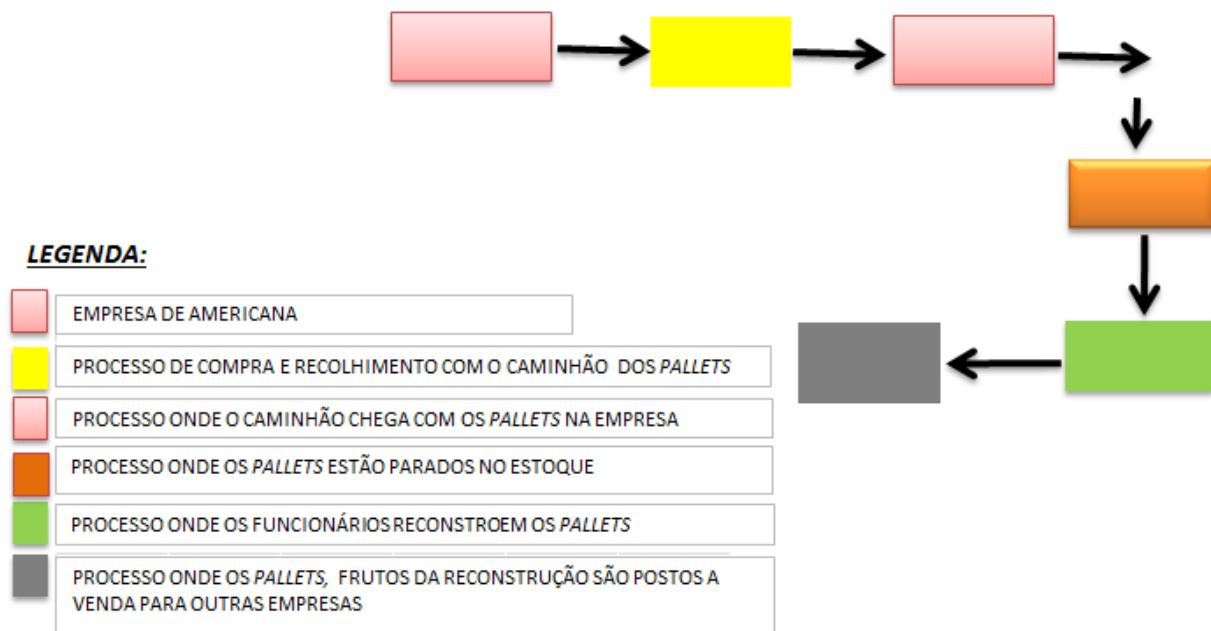 LEGENDA:
EMPRESA DE AMERICANA
PROCESSO DE COMPRA E RECOLHIMENTO COM O CAMINHÃO DOS PALLETS
PROCESSO ONDE O CAMINHÃO CHEGA COM OS PALLETS NA EMPRESA
PROCESSO ONDE OS PALLETS ESTÃO PARADOS NO ESTOQUE
PROCESSO ONDE OS FUNCIONÁRIOS RECONSTROEM OS PALLETS
PROCESSO ONDE OS PALLETS, FRUTOS DA RECONSTRUÇÃO SÃO POSTOS A
VENDA PARA OUTRAS EMPRESAS